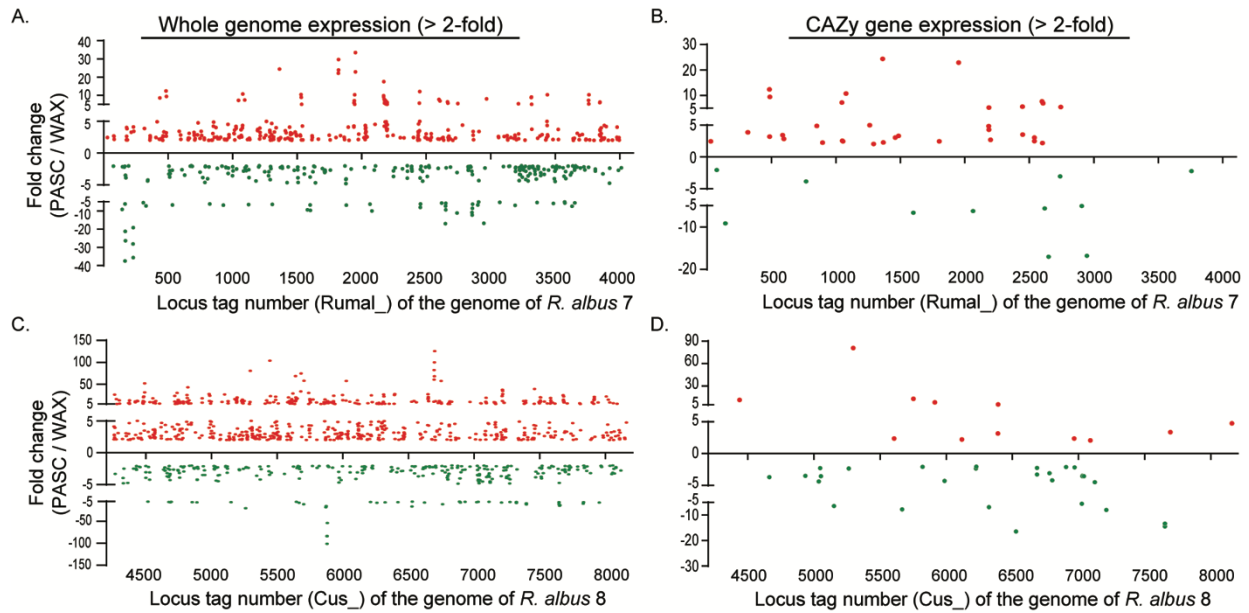 A.
Whole genome expression (> 2-fold)
Fold change
(PASC / WAX)
40
30
20
10
5
5
0
-5
-5
-10
-20
-30
-40
500 1000 1500 2000 2500 3000 3500 4000
Locus tag number (Rumal_) of the genome of R. albus 7
B.
CAZy gene expression (> 2-fold)
30
20
10
5
5
0
-5
-5
-10
-15
-20
500 1000 1500 2000 2500 3000 3500 4000
Locus tag number (Rumal_) of the genome of R. albus 7
C.
Fold change
(PASC / WAX)
150
100
50
5
5
0
-5
-5
-50
-100
-150
4500 5000 5500 6000 6500 7000 7500 8000
Locus tag number (Cus_) of the genome of R. albus 8
D.
90
80
60
30
5
5
0
-5
-5
-10
-20
-30
4500 5000 5500 6000 6500 7000 7500 8000
Locus tag number (Cus_) of the genome of R. albus 8